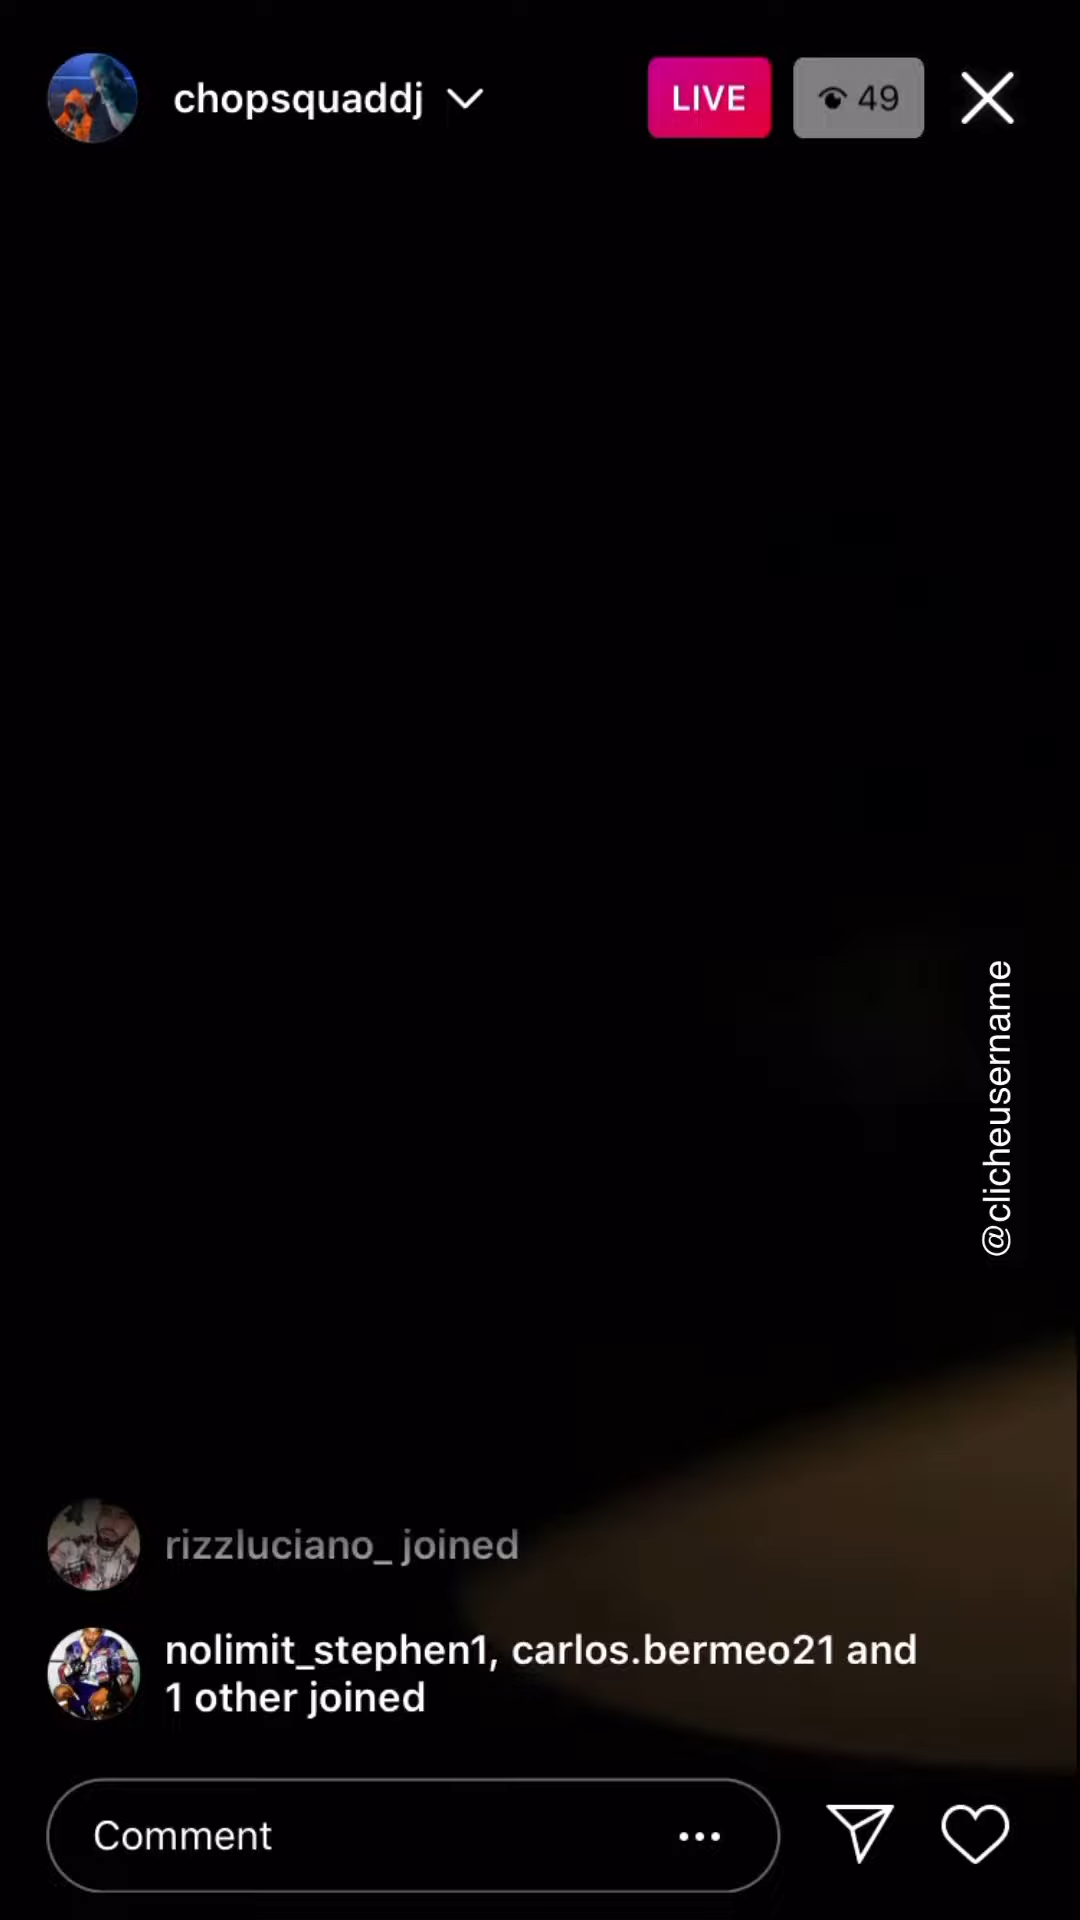 chopsquaddj
LIVE
49
@clicheusername
rizzluciano_ joined
nolimit_stephen1, carlos.bermeo21 and
1 other joined
Comment